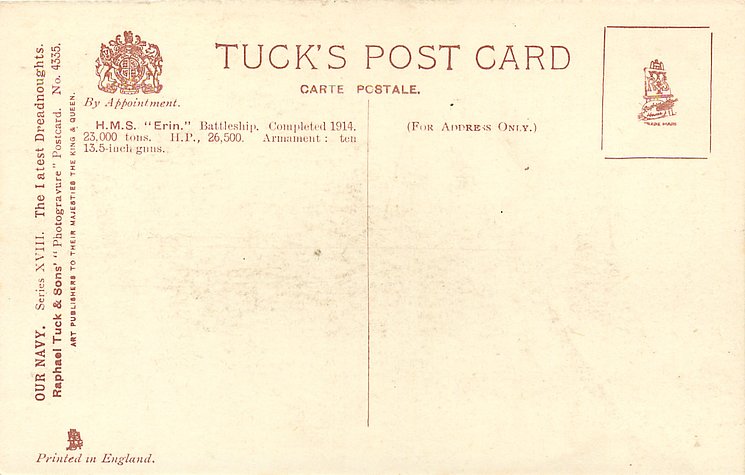 TUCK'S POST CARD
CARTE POSTALE.
By Appointment.
H.M.S. "Erin." Battleship. Completed 1914.
23,000 tons. H.P., 26,500. Armament: ten
13.5-inch guns.
(For Address Only.)
TRADE MARK
OUR NAVY. Series XVIII. The Latest Dreadnoughts.
Raphael Tuck & Sons' "Photogravure" Postcard. No. 4335.
ART PUBLISHERS TO THEIR MAJESTIES THE KING & QUEEN.
Printed in England.